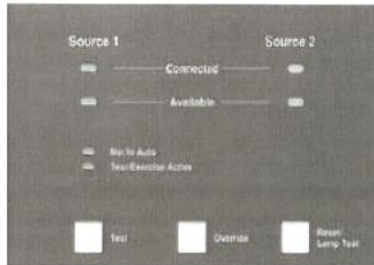 Source 1 Source 2
Connected
Available
Not In Auto
Test/Exercise Active
Test Override Reset
Lamp Test